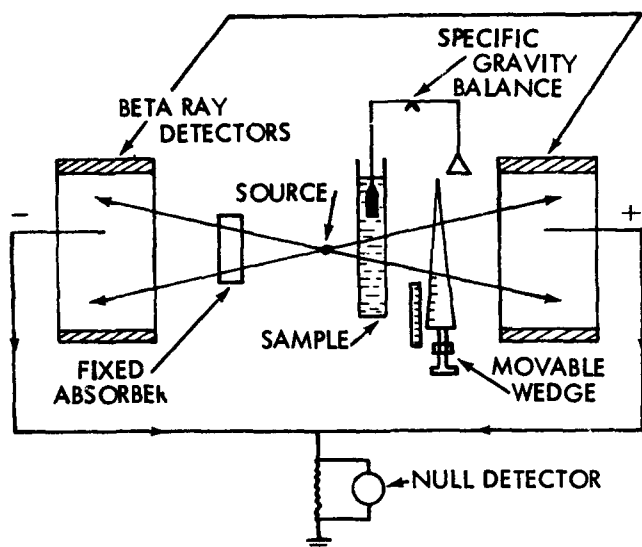 SPECIFIC
GRAVITY
BALANCE
BETA RAY
DETECTORS
SOURCE
-
+
SAMPLE
FIXED
ABSORBER
MOVABLE
WEDGE
NULL DETECTOR